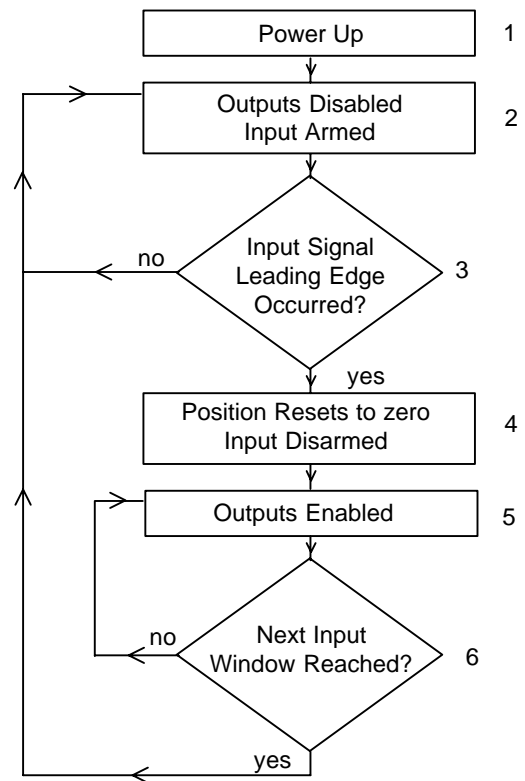 Power Up
1
Outputs Disabled
Input Armed
2
Input Signal
Leading Edge
Occurred?
3
no
yes
Position Resets to zero
Input Disarmed
4
Outputs Enabled
5
Next Input
Window Reached?
6
no
yes